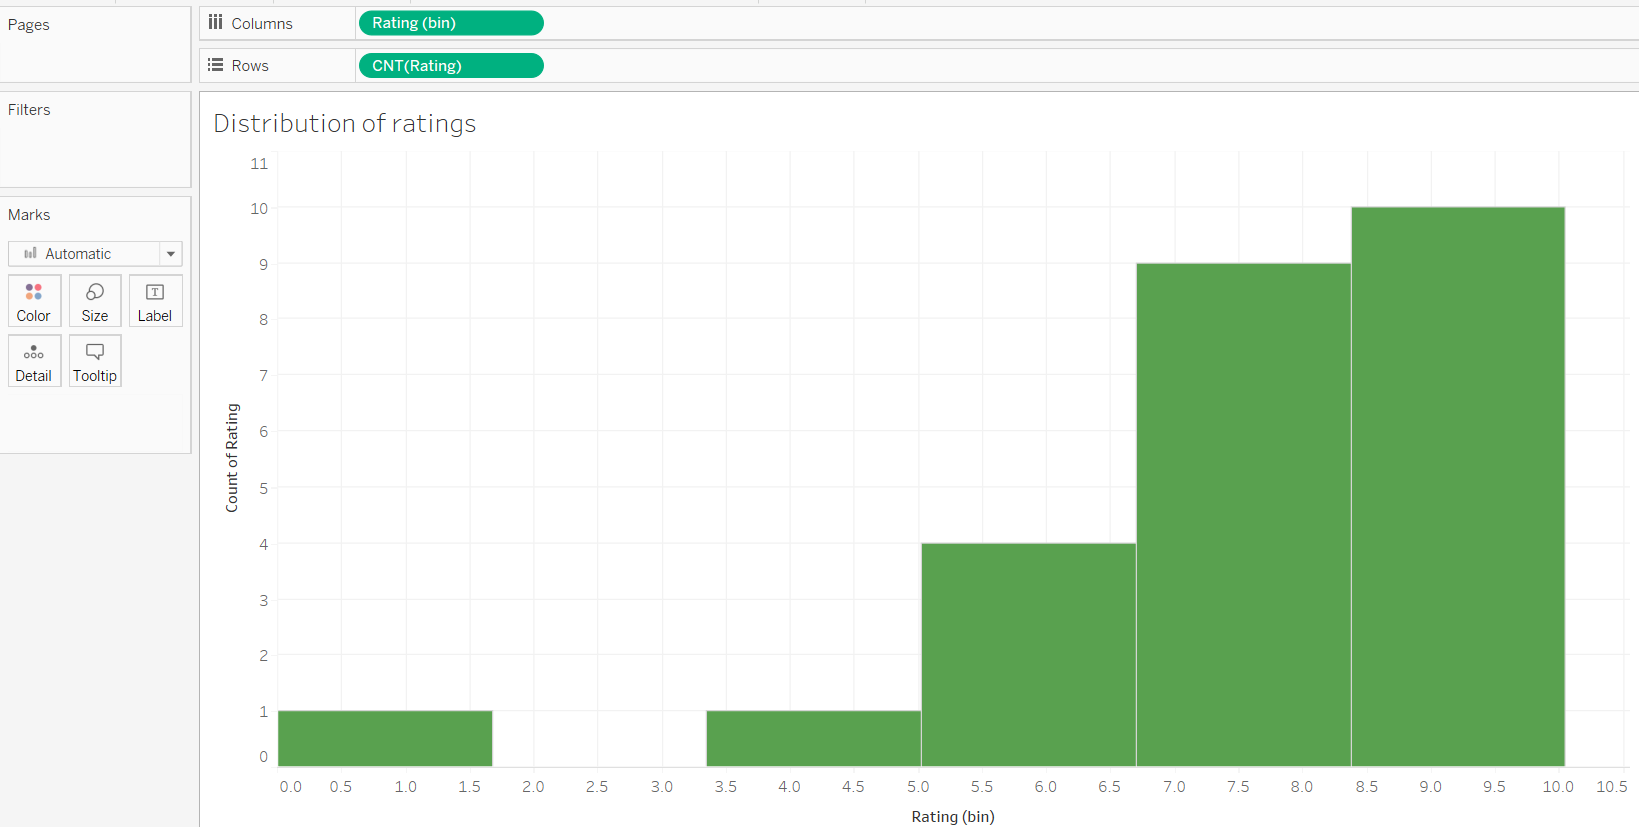 Pages
Columns
Rating (bin)
Rows
CNT(Rating)
Filters
Marks
Automatic
Color
Size
T
Label
Detail
Tooltip
Distribution of ratings
11
10
9
8
7
6
5
4
3
2
1
0
Count of Rating
0.0 0.5 1.0 1.5 2.0 2.5 3.0 3.5 4.0 4.5 5.0 5.5 6.0 6.5 7.0 7.5 8.0 8.5 9.0 9.5 10.0 10.5
Rating (bin)